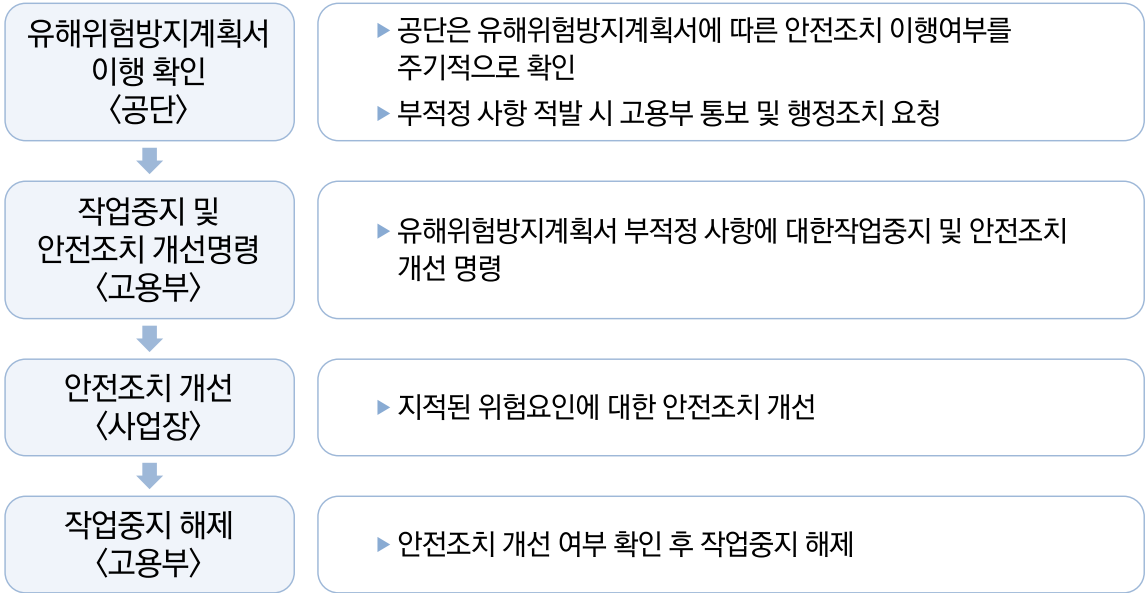 유해위험방지계획서
이행 확인
〈공단〉
▶ 공단은 유해위험방지계획서에 따른 안전조치 이행여부를
주기적으로 확인
▶ 부적정 사항 적발 시 고용부 통보 및 행정조치 요청
작업중지 및
안전조치 개선명령
〈고용부〉
▶ 유해위험방지계획서 부적정 사항에 대한작업중지 및 안전조치
개선 명령
안전조치 개선
〈사업장〉
▶ 지적된 위험요인에 대한 안전조치 개선
작업중지 해제
〈고용부〉
▶ 안전조치 개선 여부 확인 후 작업중지 해제